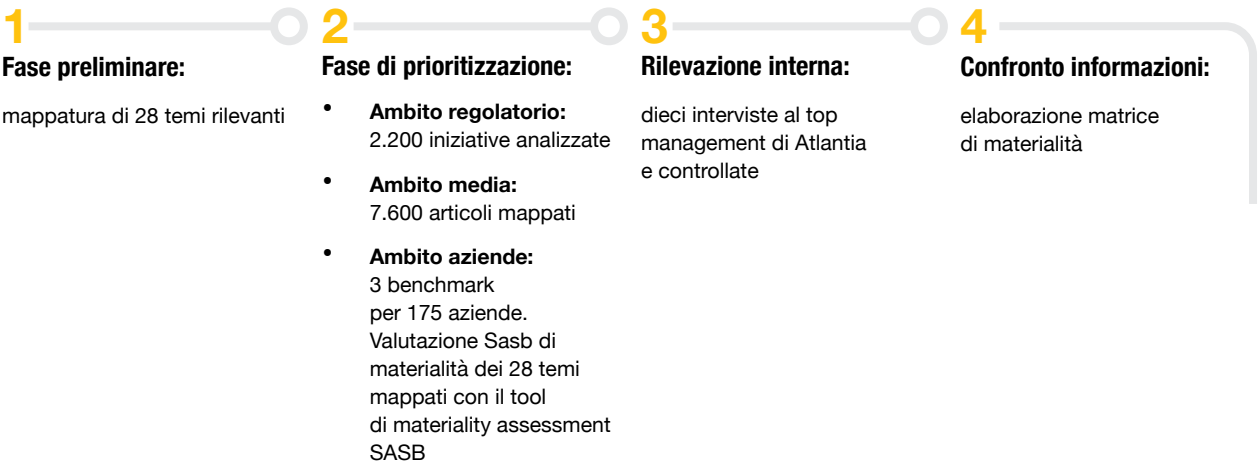 1
Fase preliminare:
mappatura di 28 temi rilevanti
2
Fase di prioritizzazione:
• Ambito regolatorio:
2.200 iniziative analizzate
• Ambito media:
7.600 articoli mappati
• Ambito aziende:
3 benchmark
per 175 aziende.
Valutazione Sasb di
materialità dei 28 temi
mappati con il tool
di materiality assessment
SASB
3
Rilevazione interna:
dieci interviste al top
management di Atlantia
e controllate
4
Confronto informazioni:
elaborazione matrice
di materialità